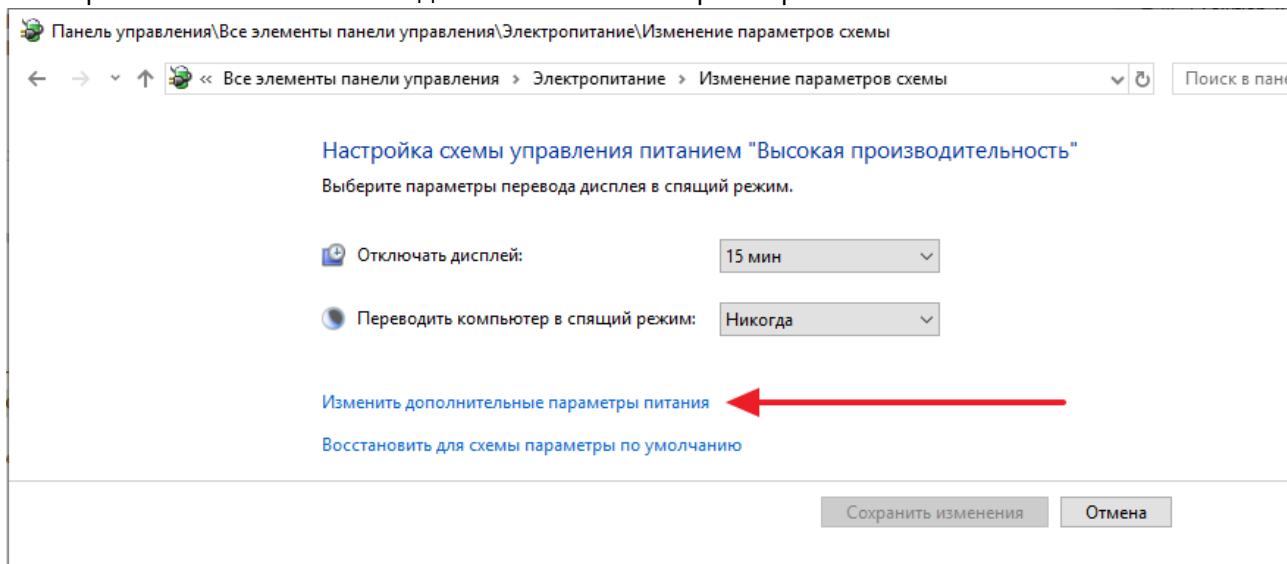 Панель управления\Все элементы панели управления\Электропитание\Изменение параметров схемы
« Все элементы панели управления > Электропитание > Изменение параметров схемы
Поиск в пан
Настройка схемы управления питанием "Высокая производительность"
Выберите параметры перевода дисплея в спящий режим.
Отключать дисплей: 15 мин
Переводить компьютер в спящий режим: Никогда
Изменить дополнительные параметры питания
Восстановить для схемы параметры по умолчанию
Сохранить изменения Отмена